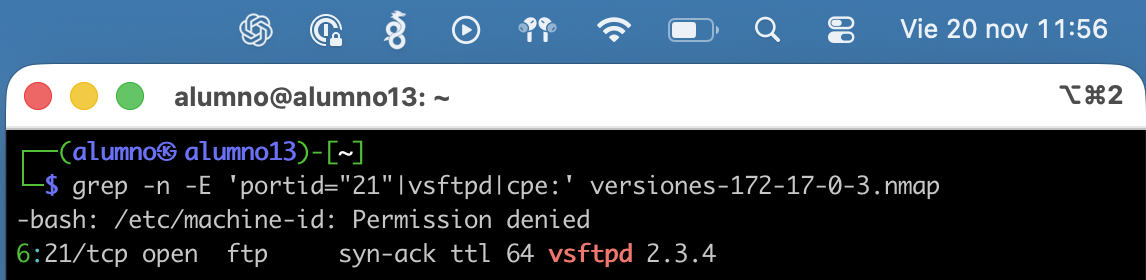 Vie 20 nov 11:56
alumno@alumno13: ~ ⌥⌘2
┌──(alumno㉿ alumno13)-[~]
└─$ grep -n -E 'portid="21"|vsftpd|cpe:' versiones-172-17-0-3.nmap
-bash: /etc/machine-id: Permission denied
6:21/tcp open  ftp     syn-ack ttl 64 vsftpd 2.3.4